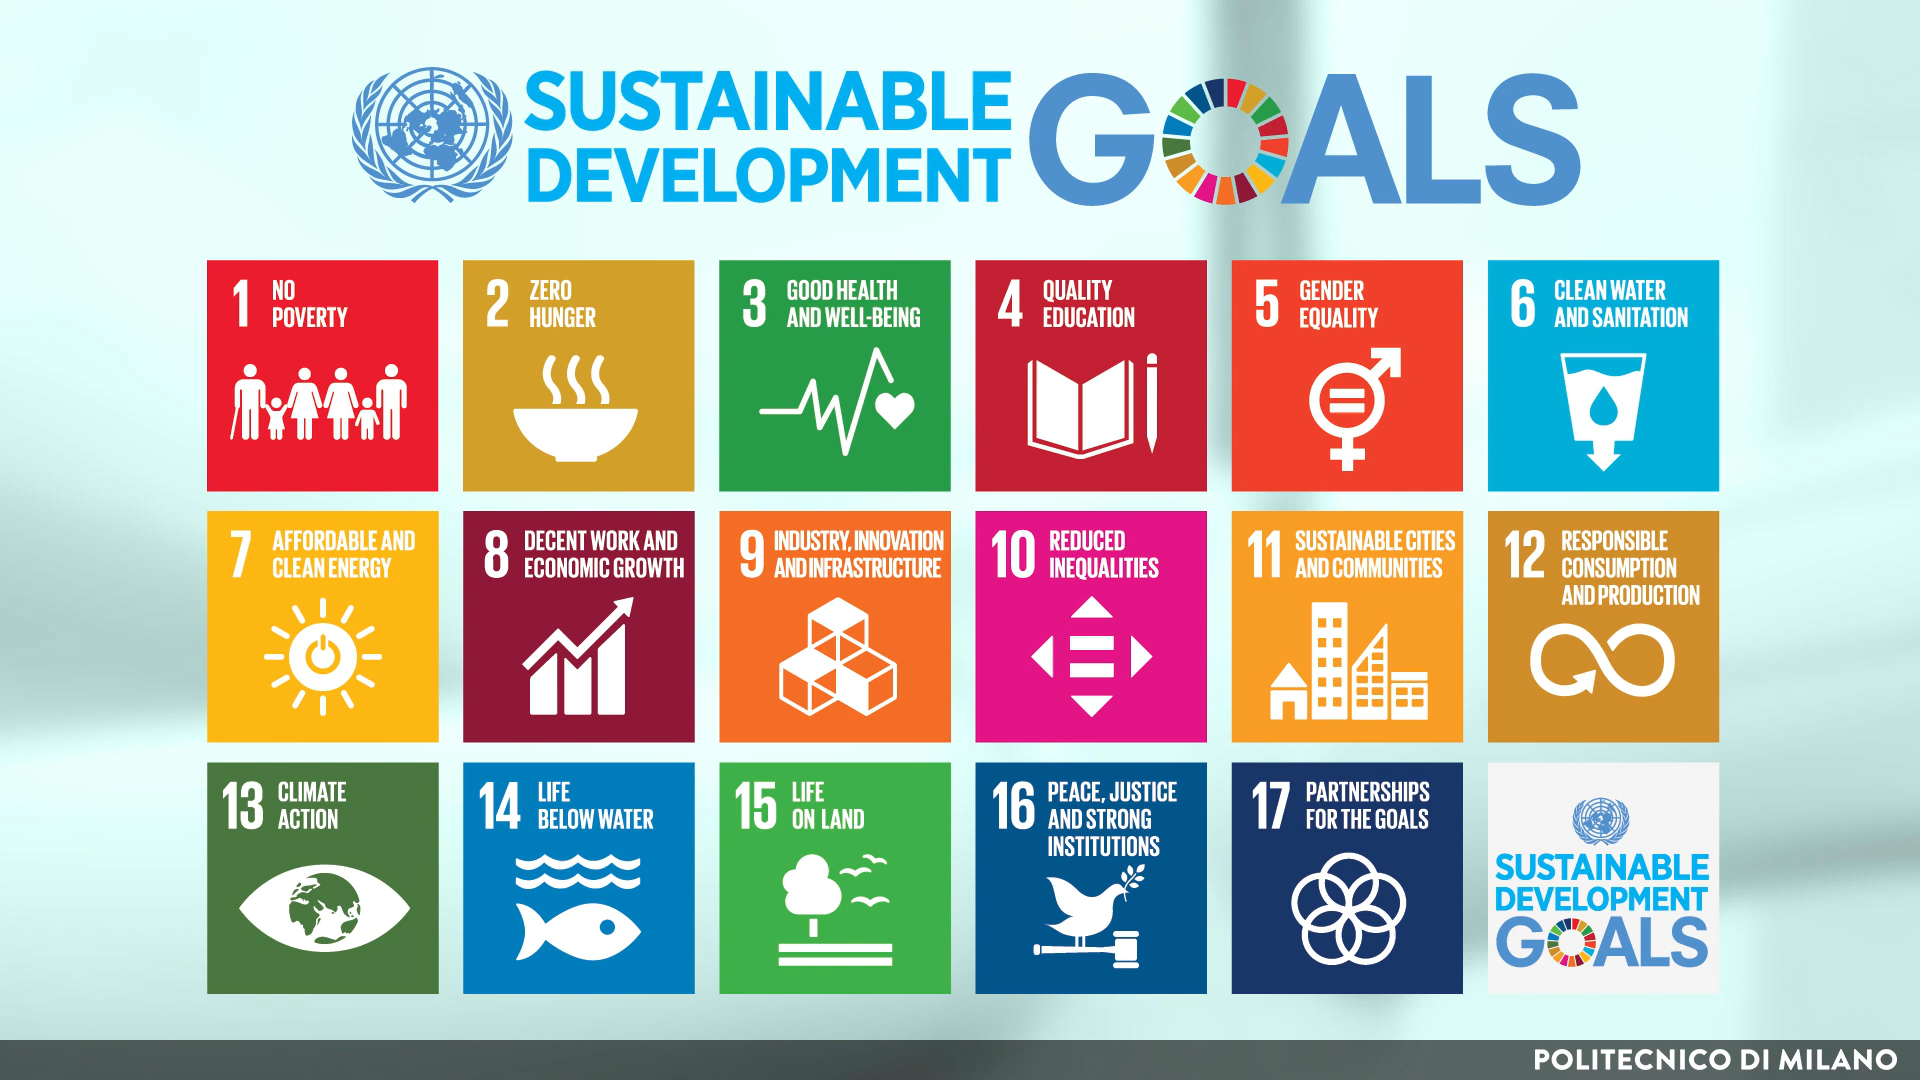 SUSTAINABLE
DEVELOPMENT
GOALS
1 NO
POVERTY
2 ZERO
HUNGER
3 GOOD HEALTH
AND WELL-BEING
4 QUALITY
EDUCATION
5 GENDER
EQUALITY
6 CLEAN WATER
AND SANITATION
7 AFFORDABLE AND
CLEAN ENERGY
8 DECENT WORK AND
ECONOMIC GROWTH
9 INDUSTRY, INNOVATION
AND INFRASTRUCTURE
10 REDUCED
INEQUALITIES
11 SUSTAINABLE CITIES
AND COMMUNITIES
12 RESPONSIBLE
CONSUMPTION
AND PRODUCTION
13 CLIMATE
ACTION
14 LIFE
BELOW WATER
15 LIFE
ON LAND
16 PEACE, JUSTICE
AND STRONG
INSTITUTIONS
17 PARTNERSHIPS
FOR THE GOALS
SUSTAINABLE
DEVELOPMENT
GOALS
POLITECNICO DI MILANO